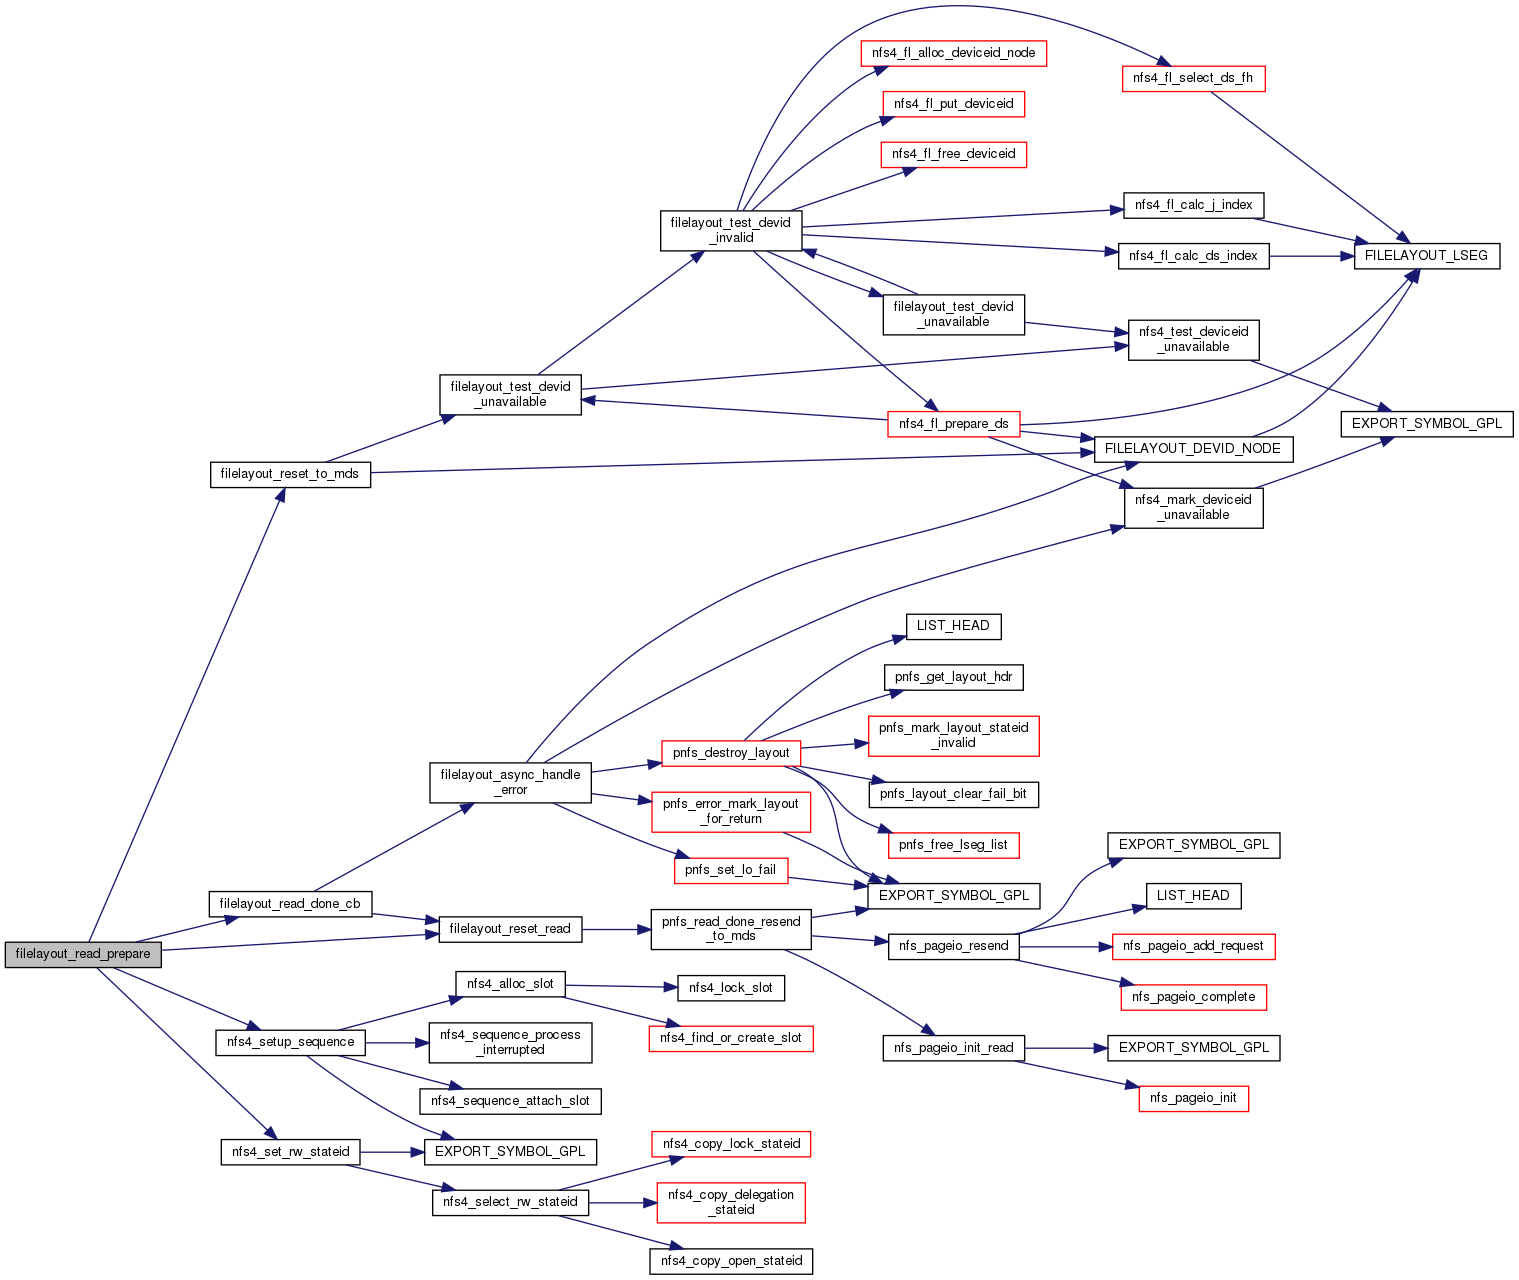 nfs4_fl_alloc_deviceid_node
nfs4_fl_select_ds_fh
nfs4_fl_put_deviceid
nfs4_fl_free_deviceid
nfs4_fl_calc_j_index
filelayout_test_devid
_invalid
nfs4_fl_calc_ds_index
FILELAYOUT_LSEG
filelayout_test_devid
_unavailable
nfs4_test_deviceid
_unavailable
filelayout_test_devid
_unavailable
nfs4_fl_prepare_ds
EXPORT_SYMBOL_GPL
FILELAYOUT_DEVID_NODE
filelayout_reset_to_mds
nfs4_mark_deviceid
_unavailable
LIST_HEAD
pnfs_get_layout_hdr
pnfs_mark_layout_stateid
_invalid
pnfs_destroy_layout
filelayout_async_handle
_error
pnfs_layout_clear_fail_bit
pnfs_error_mark_layout
_for_return
pnfs_free_lseg_list
EXPORT_SYMBOL_GPL
pnfs_set_lo_fail
EXPORT_SYMBOL_GPL
LIST_HEAD
filelayout_read_done_cb
filelayout_reset_read
pnfs_read_done_resend
_to_mds
nfs_pageio_resend
nfs_pageio_add_request
filelayout_read_prepare
nfs4_alloc_slot
nfs4_lock_slot
nfs_pageio_complete
nfs4_setup_sequence
nfs4_sequence_process
_interrupted
nfs4_find_or_create_slot
nfs_pageio_init_read
EXPORT_SYMBOL_GPL
nfs4_sequence_attach_slot
nfs_pageio_init
nfs4_set_rw_stateid
EXPORT_SYMBOL_GPL
nfs4_copy_lock_stateid
nfs4_select_rw_stateid
nfs4_copy_delegation
_stateid
nfs4_copy_open_stateid